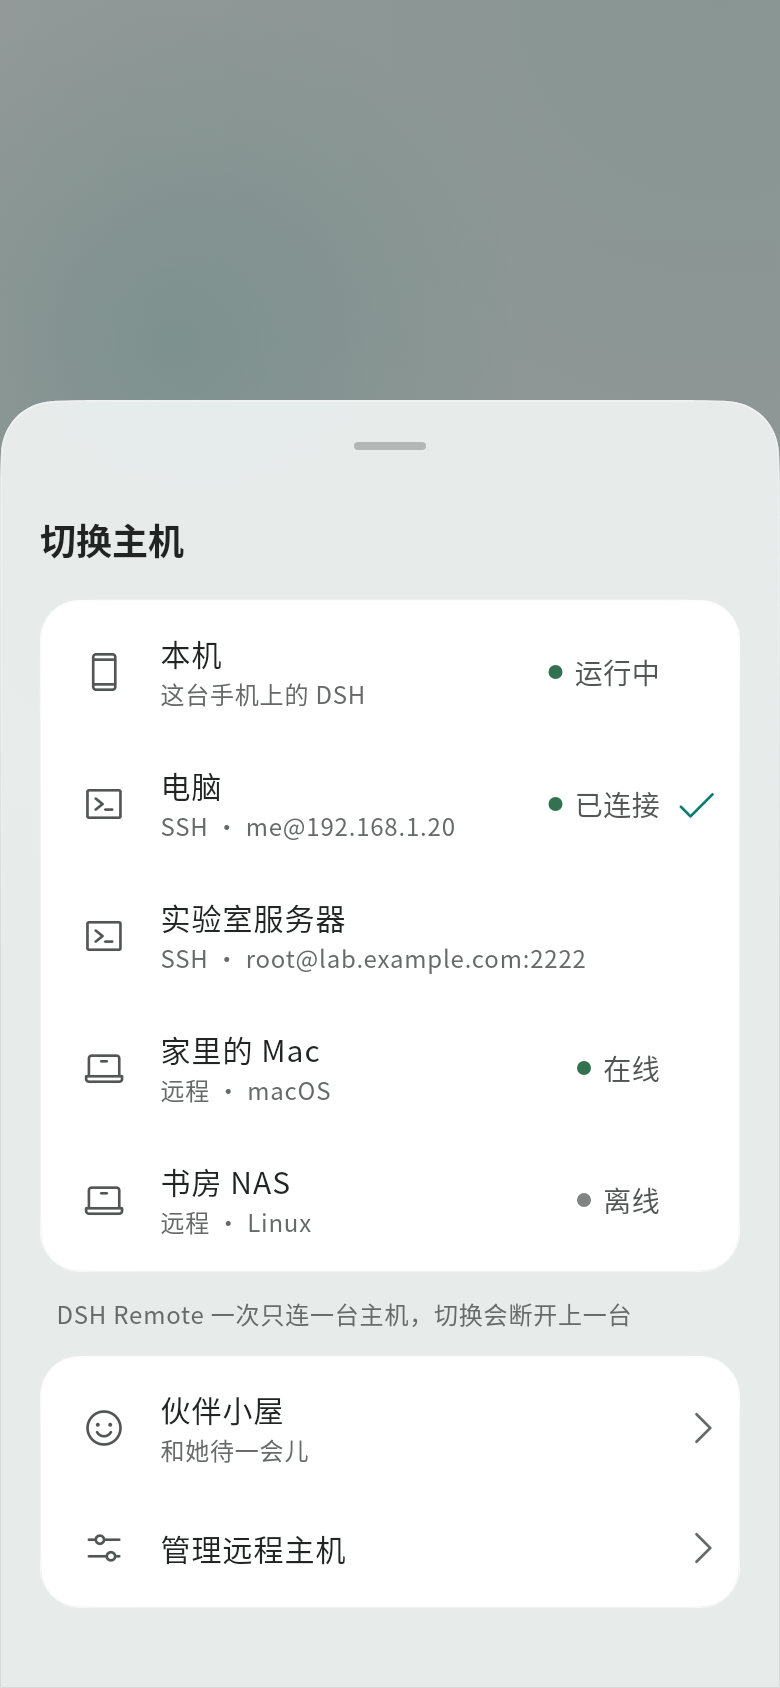 切换主机
本机
这台手机上的 DSH
运行中
电脑
SSH · me@192.168.1.20
已连接
实验室服务器
SSH · root@lab.example.com:2222
家里的 Mac
远程 · macOS
在线
书房 NAS
远程 · Linux
离线
DSH Remote 一次只连一台主机，切换会断开上一台
伙伴小屋
和她待一会儿
管理远程主机